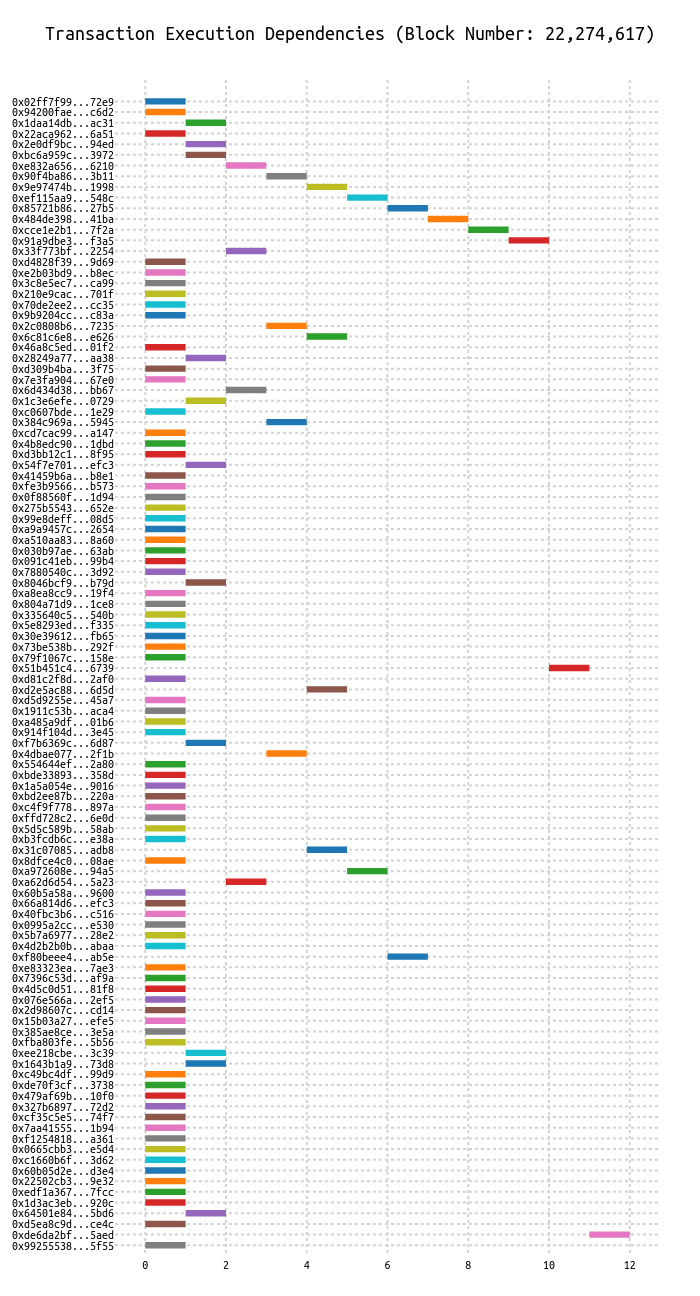 Transaction Execution Dependencies (Block Number: 22,274,617)
0x02ff7f99...72e9
0x94200fae...c6d2
0x1daa14db...ac31
0x22aca962...6a51
0x2e0df9bc...94ed
0xbc6a959c...3972
0xe832a656...6210
0x90f4ba86...3b11
0x9e97474b...1998
0xef115aa9...548c
0x85721b86...27b5
0x484de398...41ba
0xcce1e2b1...7f2a
0x91a9dbe3...f3a5
0x33f773bf...2254
0xd4828f39...9d69
0xe2b03bd9...b8ec
0x3c8e5ec7...ca99
0x210e9cac...701f
0x70de2ee2...cc35
0x9b9204cc...c83a
0x2c0808b6...7235
0x6c81c6e8...e626
0x46a8c5ed...01f2
0x28249a77...aa38
0xd309b4ba...3f75
0x7e3fa904...67e0
0x6d434d38...bb67
0x1c3e6efe...0729
0xc0607bde...1e29
0x384c969a...5945
0xcd7cac99...a147
0x4b8edc90...1dbd
0xd3bb12c1...8f95
0x54f7e701...efc3
0x41459b6a...b8e1
0xfe3b9566...b573
0x0f88560f...1d94
0x275b5543...652e
0x99e8deff...08d5
0xa9a9457c...2654
0xa510aa83...8a60
0x030b97ae...63ab
0x091c41eb...99b4
0x7880540c...3d92
0x8046bcf9...b79d
0xa8ea8cc9...19f4
0x804a71d9...1ce8
0x335640c5...540b
0x5e8293ed...f335
0x30e39612...fb65
0x73be538b...292f
0x79f1067c...158e
0x51b451c4...6739
0xd81c2f8d...2af0
0xd2e5ac88...6d5d
0xd5d9255e...45a7
0x1911c53b...aca4
0xa485a9df...01b6
0x914f104d...3e45
0xf7b6369c...6d87
0x4dbae077...2f1b
0x554644ef...2a80
0xbde33893...358d
0x1a5a054e...9016
0xbd2ee87b...220a
0xc4f9f778...897a
0xffd728c2...6e0d
0x5d5c589b...58ab
0xb3fcdb6c...e38a
0x31c07085...adb8
0x8dfce4c0...08ae
0xa972608e...94a5
0xa62d6d54...5a23
0x60b5a58a...9600
0x66a814d6...efc3
0x40fbc3b6...c516
0x0995a2cc...e530
0x5b7a6977...28e2
0x4d2b2b0b...abaa
0xf80beee4...ab5e
0xe83323ea...7ae3
0x7396c53d...af9a
0x4d5c0d51...81f8
0x076e566a...2ef5
0x2d98607c...cd14
0x15b03a27...efe5
0x385ae8ce...3e5a
0xfba803fe...5b56
0xee218cbe...3c39
0x1643b1a9...73d8
0xc49bc4df...99d9
0xde70f3cf...3738
0x479af69b...10f0
0x327b6897...72d2
0xcf35c5e5...74f7
0x7aa41555...1b94
0xf1254818...a361
0x0665cbb3...e5d4
0xc1660b6f...3d62
0x60b05d2e...d3e4
0x22502cb3...9e32
0xedf1a367...7fcc
0x1d3ac3eb...920c
0x64501e84...5bd6
0xd5ea8c9d...ce4c
0xde6da2bf...5aed
0x99255538...5f55
0 2 4 6 8 10 12